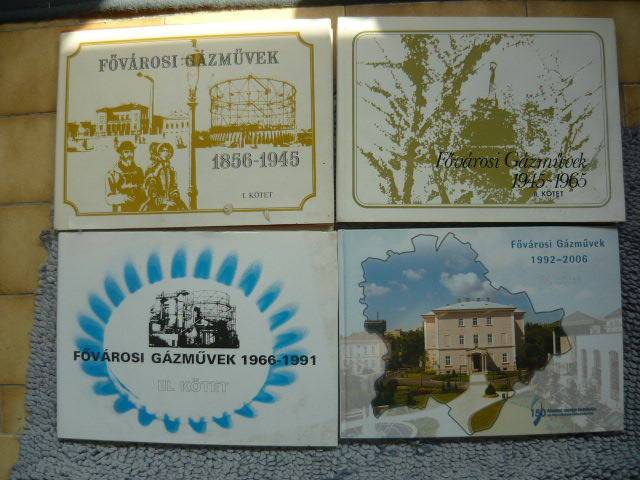 FŐVÁROSI GÁZMŰVEK
1856-1945
I. KÖTET
Fővárosi Gázművek
1945-1965
II. KÖTET
FŐVÁROSI GÁZMŰVEK 1966-1991
III. KÖTET
Fővárosi Gázművek
1992–2006
150